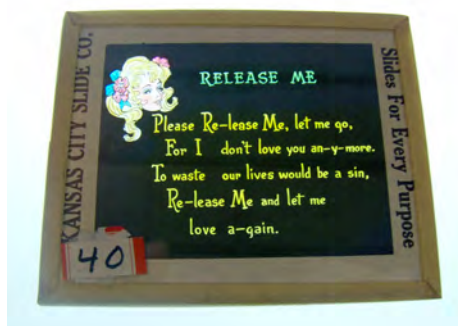 KANSAS CITY SLIDE CO.
RELEASE ME
Please Re-lease Me, let me go,
For I don't love you an-y-more.
To waste our lives would be a sin,
Re-lease Me and let me
love a-gain.
Slides For Every Purpose
40